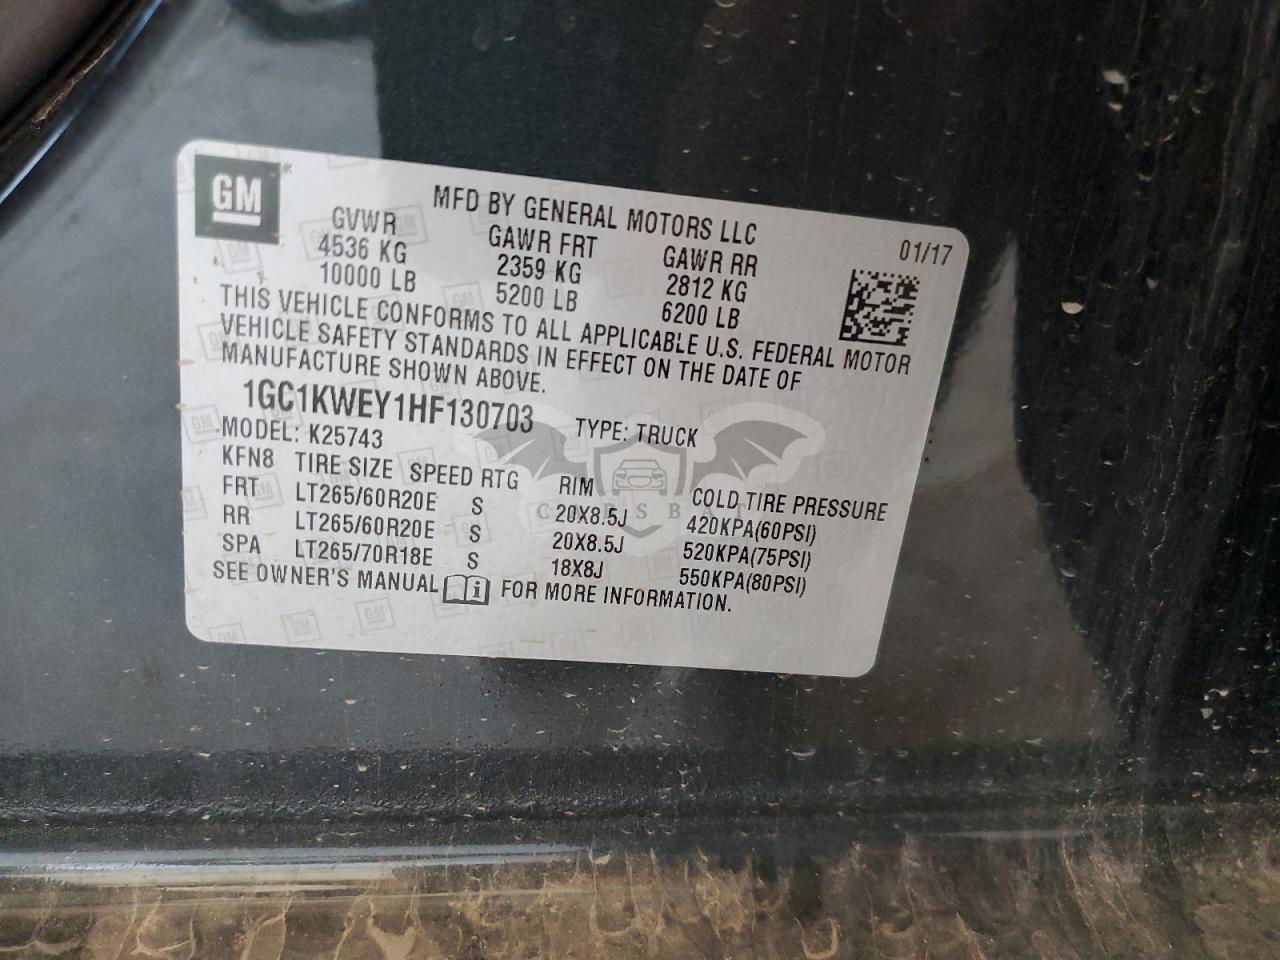 GM ®
MFD BY GENERAL MOTORS LLC
01/17
GVWR GAWR FRT GAWR RR
4536 KG 2359 KG 2812 KG
10000 LB 5200 LB 6200 LB
THIS VEHICLE CONFORMS TO ALL APPLICABLE U.S. FEDERAL MOTOR
VEHICLE SAFETY STANDARDS IN EFFECT ON THE DATE OF
MANUFACTURE SHOWN ABOVE.
1GC1KWEY1HF130703 TYPE: TRUCK
MODEL: K25743
KFN8 TIRE SIZE SPEED RTG RIM COLD TIRE PRESSURE
FRT LT265/60R20E S 20X8.5J 420KPA(60PSI)
RR LT265/60R20E S 20X8.5J 520KPA(75PSI)
SPA LT265/70R18E S 18X8J 550KPA(80PSI)
SEE OWNER'S MANUAL i FOR MORE INFORMATION.